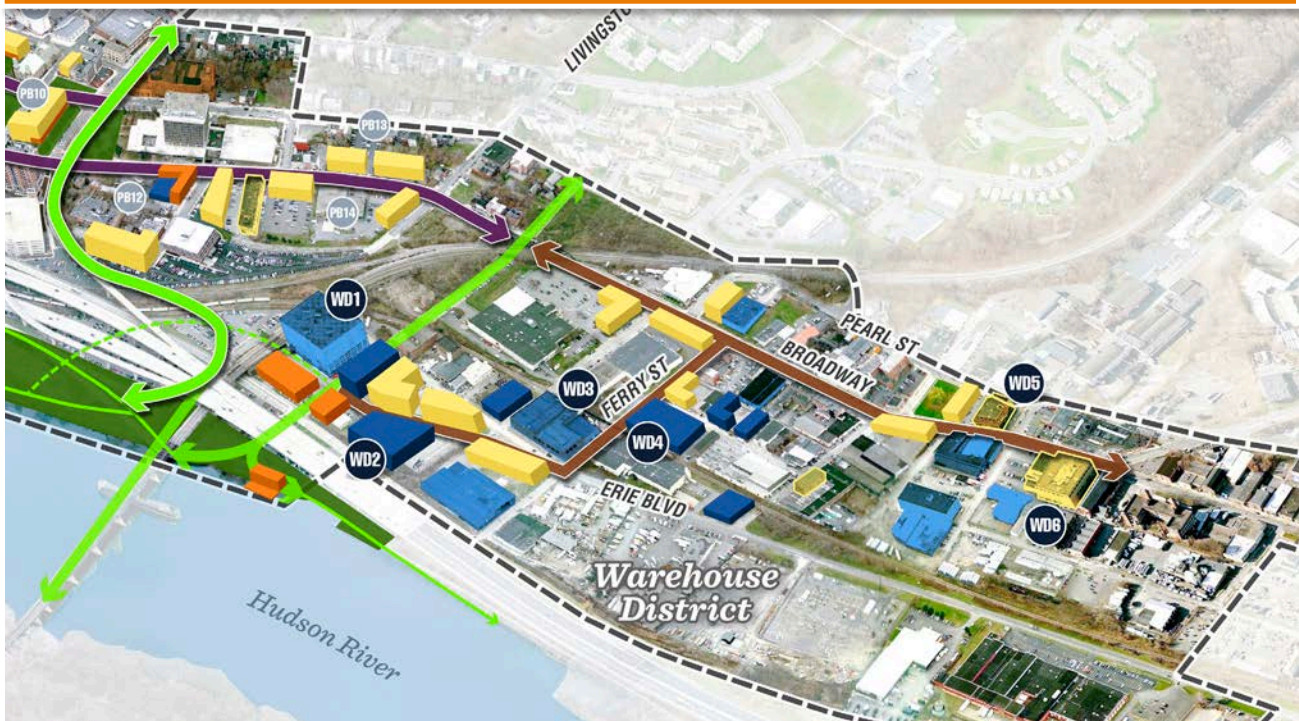 LIVINGSTO
PB10
PB13
PB12
PB14
WD1
PEARL ST
BROADWAY
WD3
FERRY ST
WD5
WD4
WD2
ERIE BLVD
WD6
Warehouse
District
Hudson River